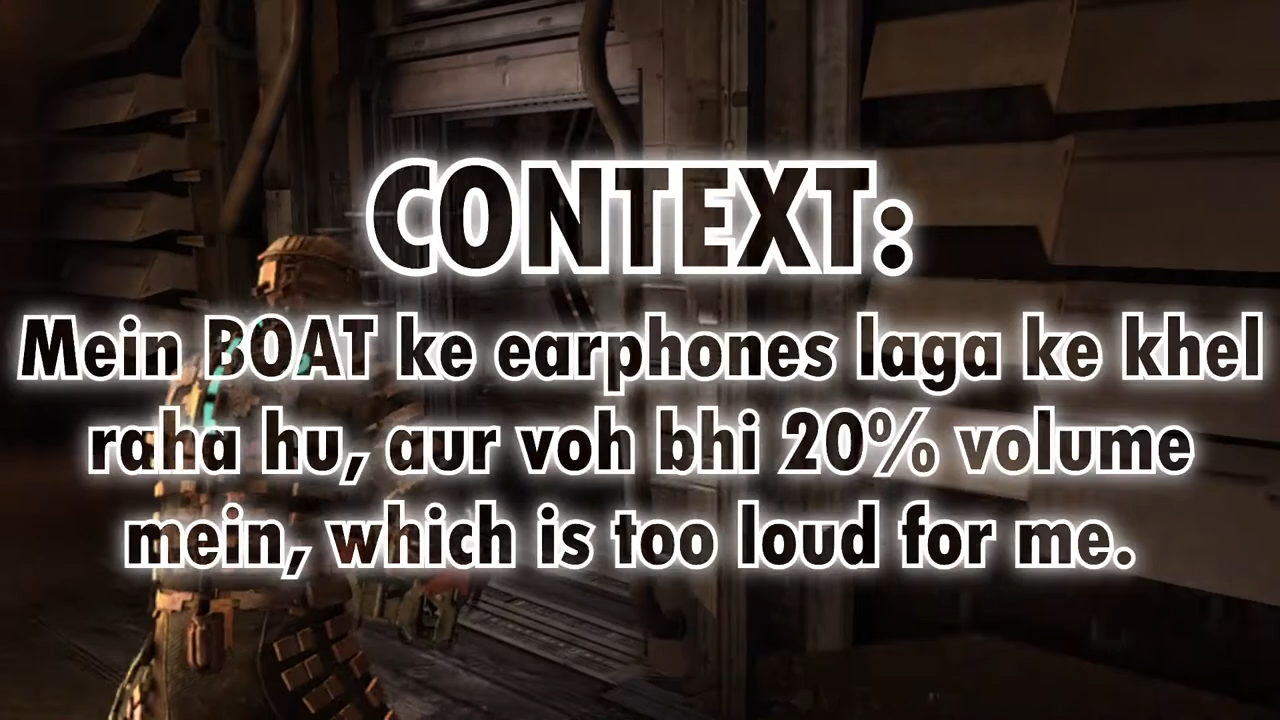 CONTEXT:
Mein BOAT ke earphones laga ke khel
raha hu, aur voh bhi 20% volume
mein, which is too loud for me.